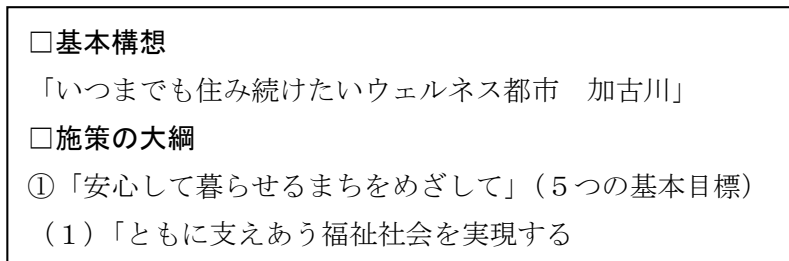 □基本構想
「いつまでも住み続けたいウェルネス都市　加古川」
□施策の大綱
①「安心して暮らせるまちをめざして」(５つの基本目標)
（１）「ともに支えあう福祉社会を実現する